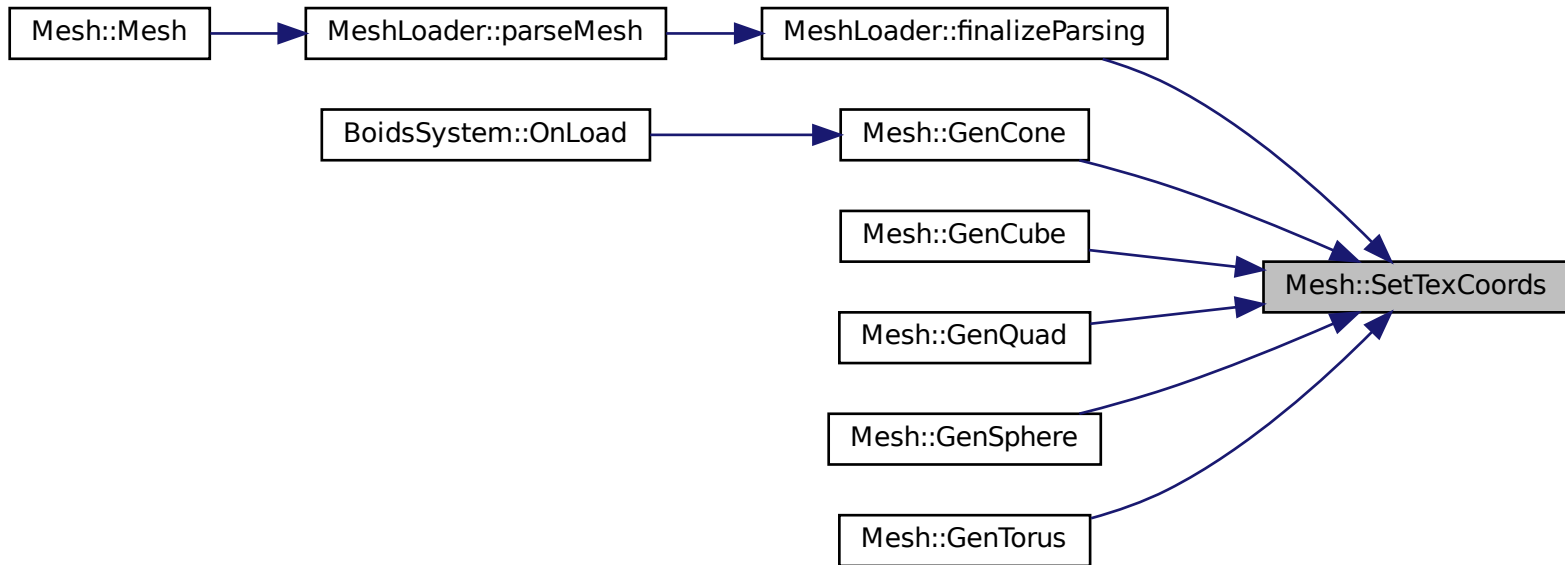 Mesh::Mesh
MeshLoader::parseMesh
MeshLoader::finalizeParsing
BoidsSystem::OnLoad
Mesh::GenCone
Mesh::GenCube
Mesh::SetTexCoords
Mesh::GenQuad
Mesh::GenSphere
Mesh::GenTorus